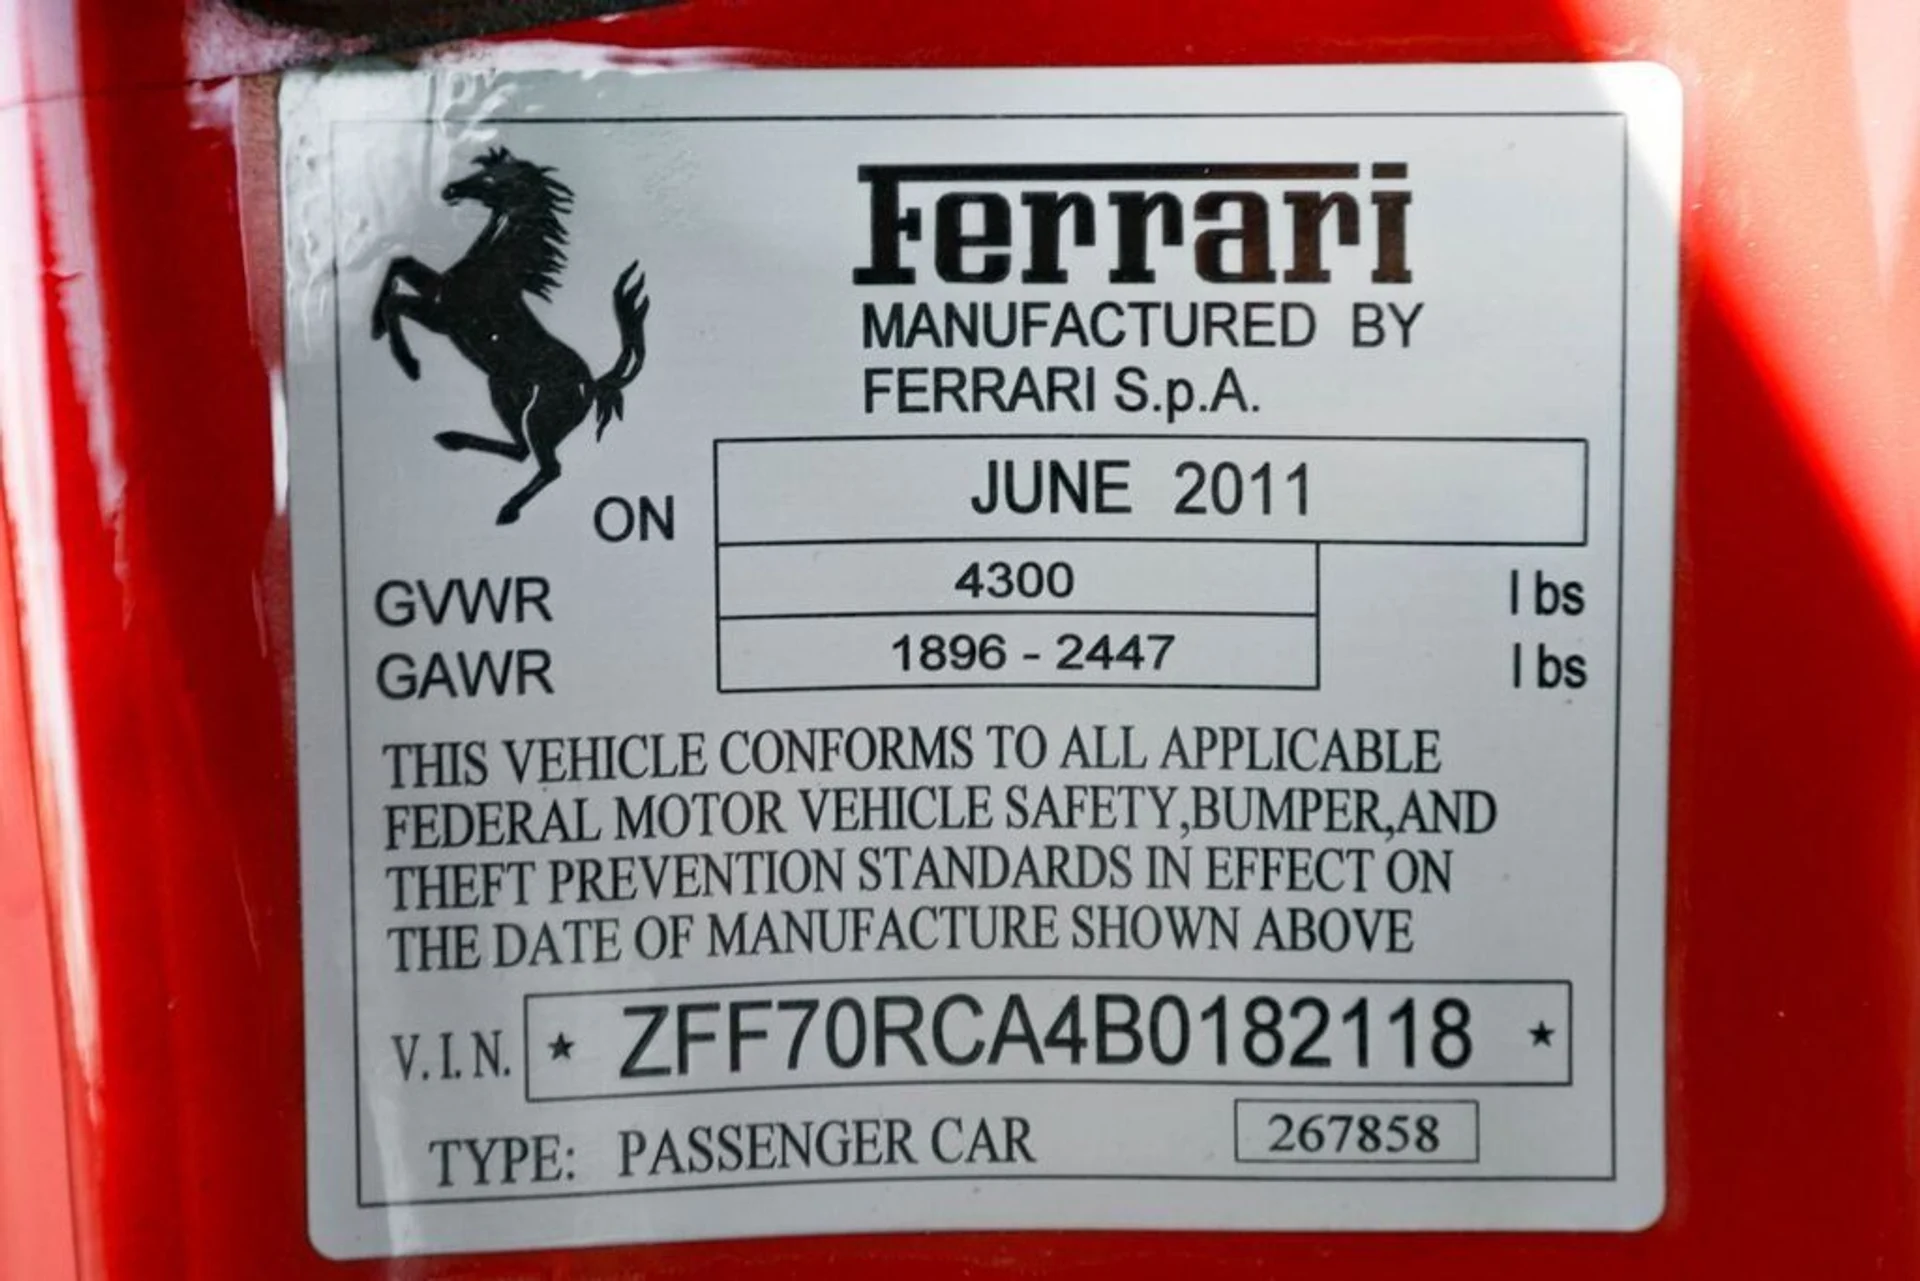 Ferrari
MANUFACTURED BY
FERRARI S.p.A.
ON JUNE 2011
GVWR 4300 lbs
GAWR 1896 - 2447 lbs
THIS VEHICLE CONFORMS TO ALL APPLICABLE
FEDERAL MOTOR VEHICLE SAFETY,BUMPER,AND
THEFT PREVENTION STANDARDS IN EFFECT ON
THE DATE OF MANUFACTURE SHOWN ABOVE
V.I.N. ★ ZFF70RCA4B0182118 ★
TYPE: PASSENGER CAR 267858